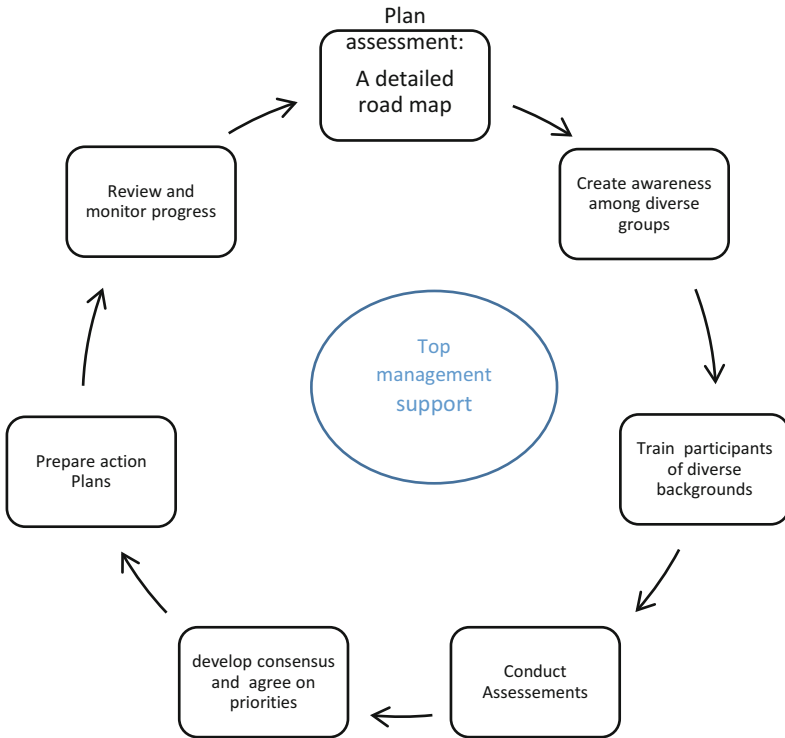 Plan
assessment:
A detailed
road map
Create awareness
among diverse
groups
Train participants
of diverse
backgrounds
Conduct
Assessements
develop consensus
and agree on
priorities
Prepare action
Plans
Review and
monitor progress
Top
management
support